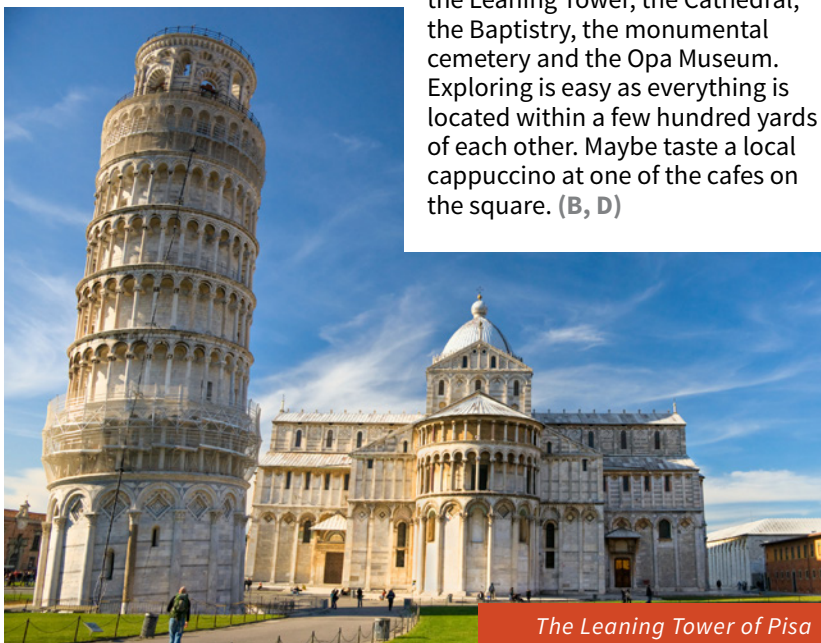 the Leaning Tower, the Cathedral,
the Baptistry, the monumental
cemetery and the Opa Museum.
Exploring is easy as everything is
located within a few hundred yards
of each other. Maybe taste a local
cappuccino at one of the cafes on
the square. (B, D)
The Leaning Tower of Pisa